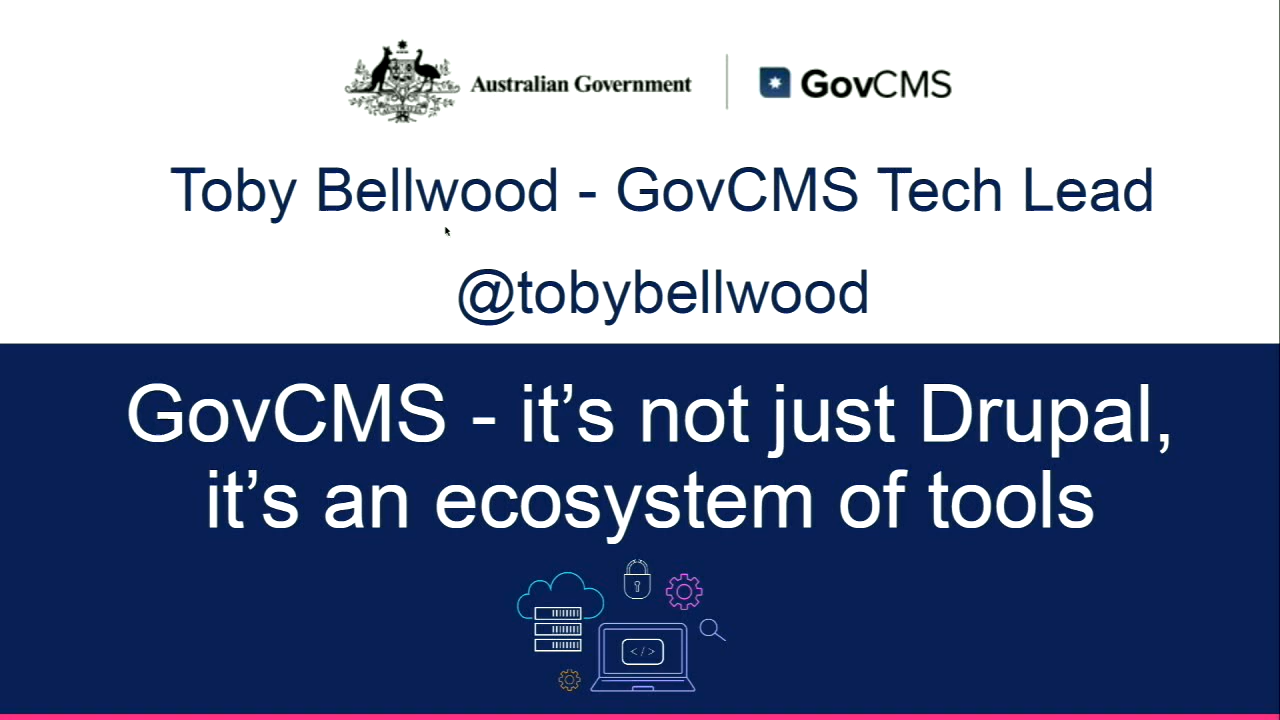 Australian Government
GovCMS
Toby Bellwood - GovCMS Tech Lead
@tobybellwood
GovCMS - it’s not just Drupal,
it’s an ecosystem of tools
</>